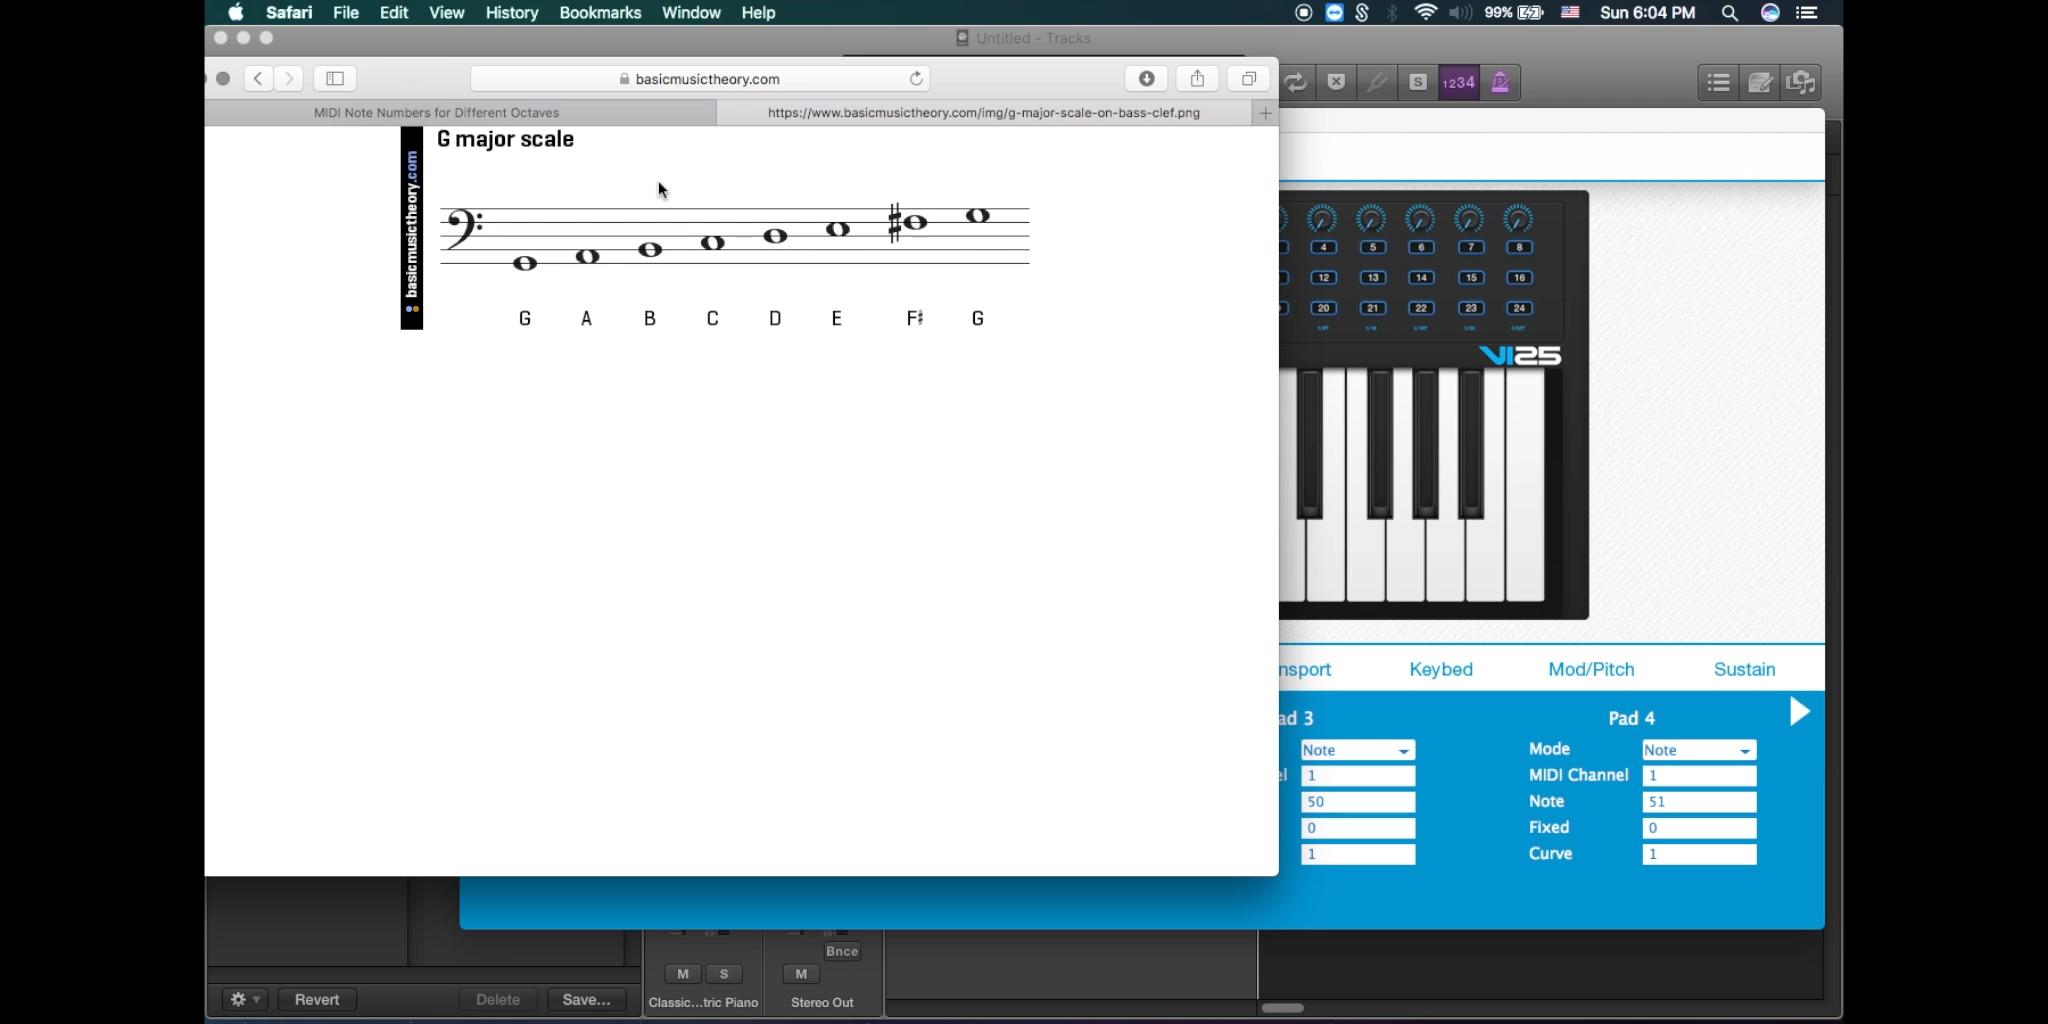 Safari File Edit View History Bookmarks Window Help
99% Sun 6:04 PM
Untitled - Tracks
basicmusictheory.com
S 1234
MIDI Note Numbers for Different Octaves
https://www.basicmusictheory.com/img/g-major-scale-on-bass-clef.png
basicmusictheory.com
G major scale
G A B C D E F♯ G
4 5 6 7 8
12 13 14 15 16
20 21 22 23 24
VI25
nsport Keybed Mod/Pitch Sustain
ad 3
Note
el 1
50
0
1
Pad 4
Mode Note
MIDI Channel 1
Note 51
Fixed 0
Curve 1
Bnce
M S M
Revert Delete Save... Classic...tric Piano Stereo Out